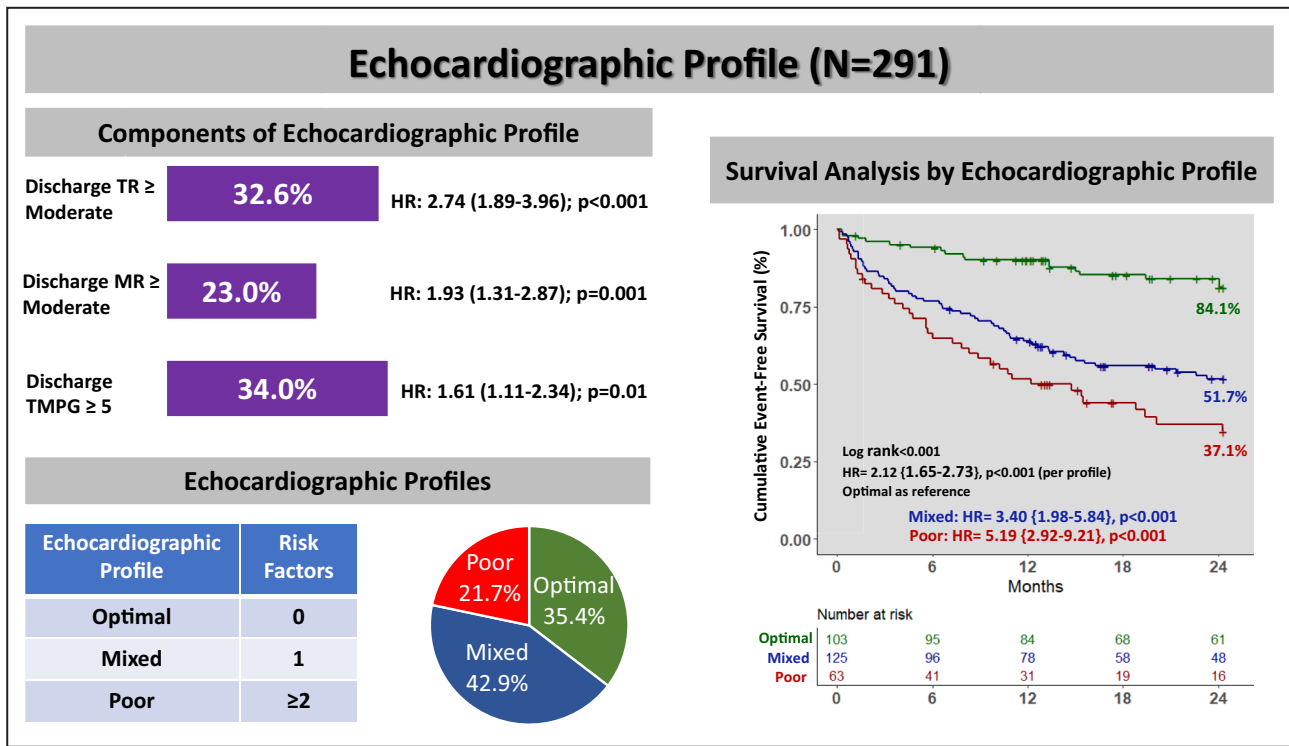 Echocardiographic Profile (N=291)
Components of Echocardiographic Profile
Discharge TR ≥
Moderate
32.6%
HR: 2.74 (1.89-3.96); p<0.001
Discharge MR ≥
Moderate
23.0%
HR: 1.93 (1.31-2.87); p=0.001
Discharge
TMPG ≥ 5
34.0%
HR: 1.61 (1.11-2.34); p=0.01
Echocardiographic Profiles
Echocardiographic
Profile
Risk
Factors
Optimal 0
Mixed 1
Poor ≥2
Poor
21.7%
Optimal
35.4%
Mixed
42.9%
Survival Analysis by Echocardiographic Profile
Cumulative Event-Free Survival (%)
1.00
0.75
0.50
0.25
0.00
84.1%
51.7%
37.1%
Log rank<0.001
HR= 2.12 {1.65-2.73}, p<0.001 (per profile)
Optimal as reference
Mixed: HR= 3.40 {1.98-5.84}, p<0.001
Poor: HR= 5.19 {2.92-9.21}, p<0.001
0 6 12 18 24
Months
Number at risk
Optimal 103 95 84 68 61
Mixed 125 96 78 58 48
Poor 63 41 31 19 16
0 6 12 18 24